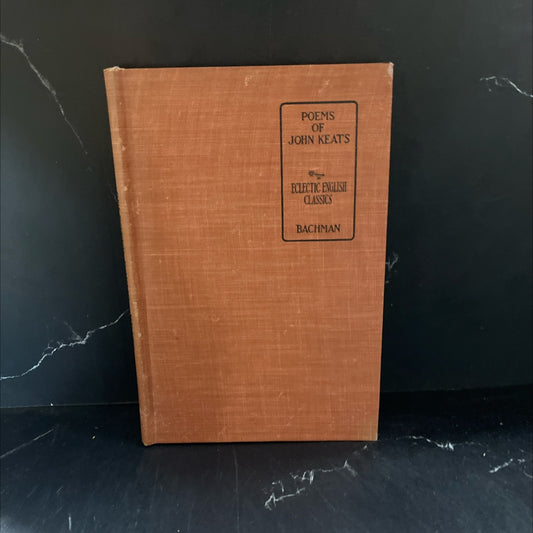 POEMS
OF
JOHN KEATS
ECLECTIC ENGLISH
CLASSICS
BACHMAN